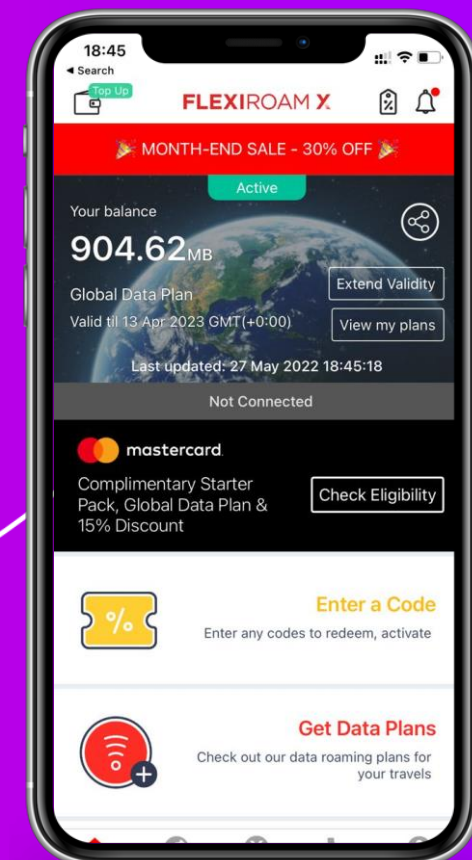 18:45
◀ Search
Top Up
FLEXIROAM X
🎉 MONTH-END SALE - 30% OFF 🎉
Active
Your balance
904.62MB
Global Data Plan
Extend Validity
Valid til 13 Apr 2023 GMT(+0:00)
View my plans
Last updated: 27 May 2022 18:45:18
Not Connected
mastercard.
Complimentary Starter
Pack, Global Data Plan &
15% Discount
Check Eligibility
%
Enter a Code
Enter any codes to redeem, activate
Get Data Plans
Check out our data roaming plans for
your travels